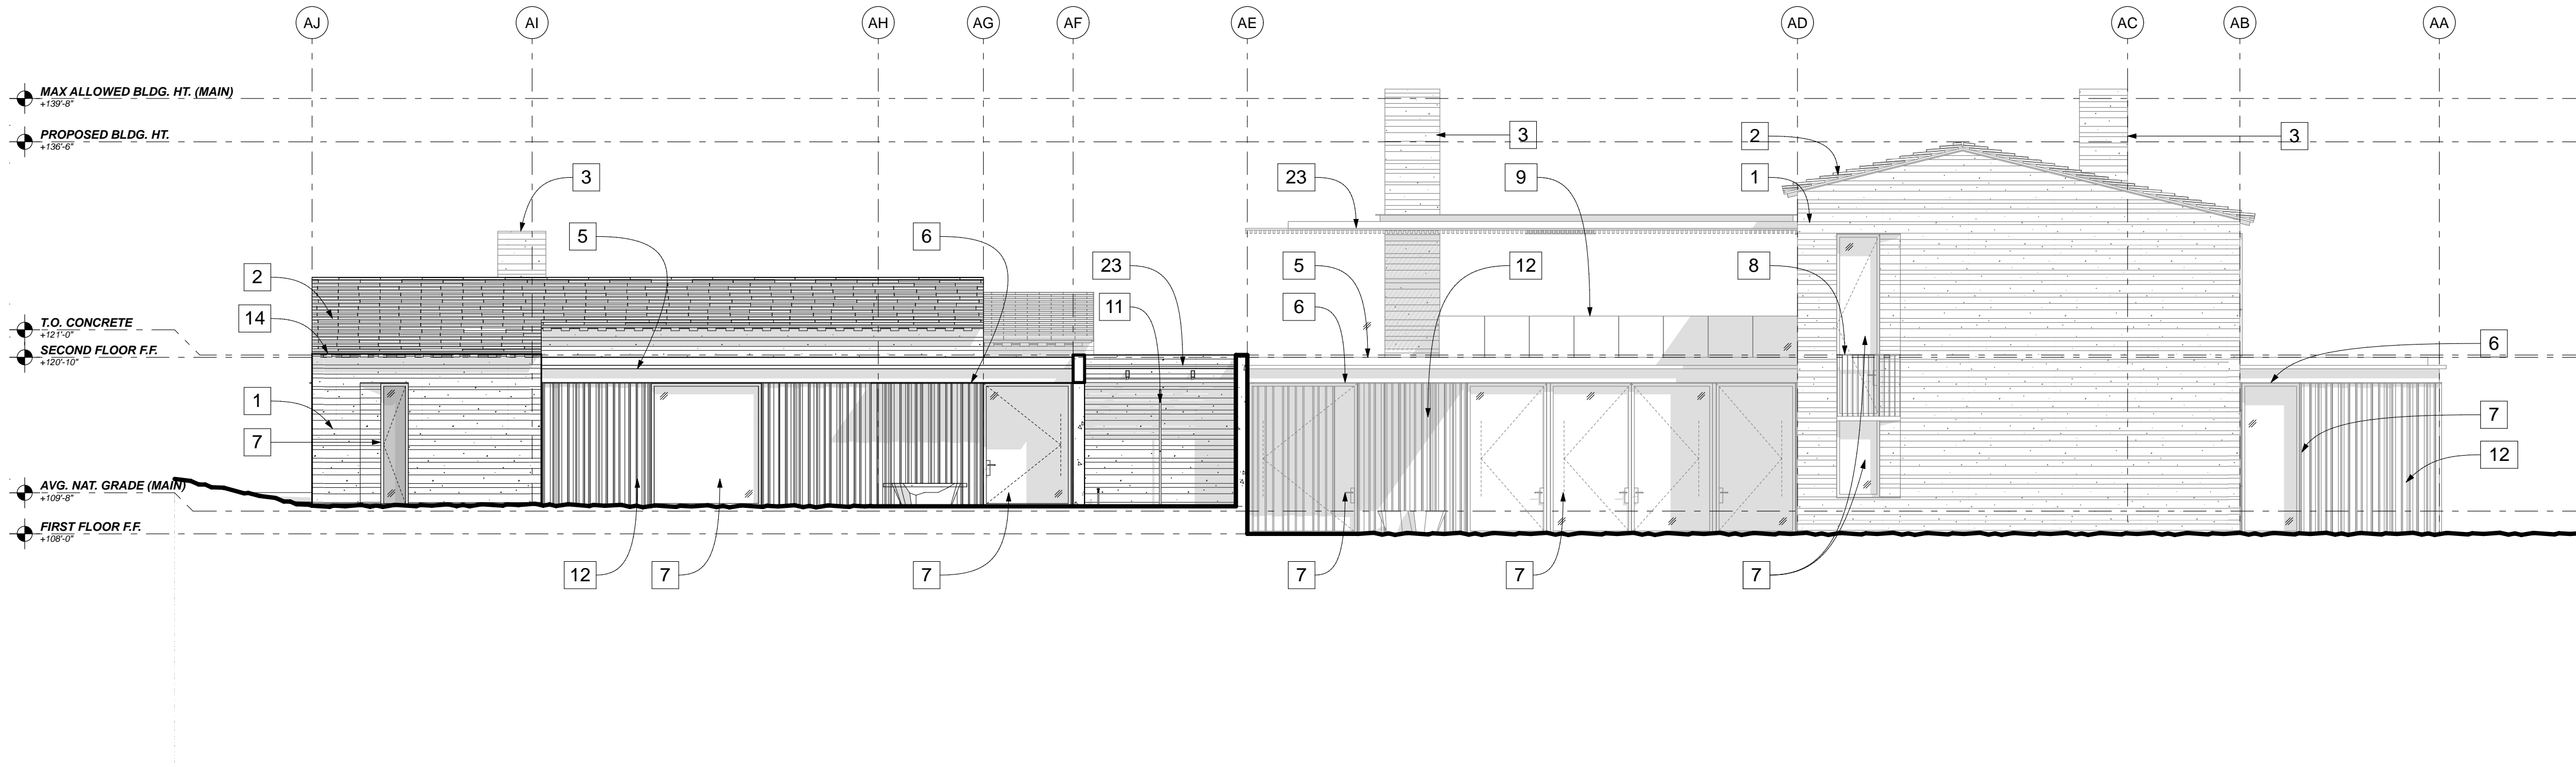 AJ AI AH AG AF AE AD AC AB AA
MAX ALLOWED BLDG. HT. (MAIN)
+139'-8"
PROPOSED BLDG. HT.
+136'-6"
3 2 3
3 23 9 1
5 6
2 23 5 12 8
14 11 6
T.O. CONCRETE
+121'-0"
SECOND FLOOR F.F.
+120'-10"
6
1 7
7 12
AVG. NAT. GRADE (MAIN)
+109'-8"
FIRST FLOOR F.F.
+108'-0"
12 7 7 7 7 7